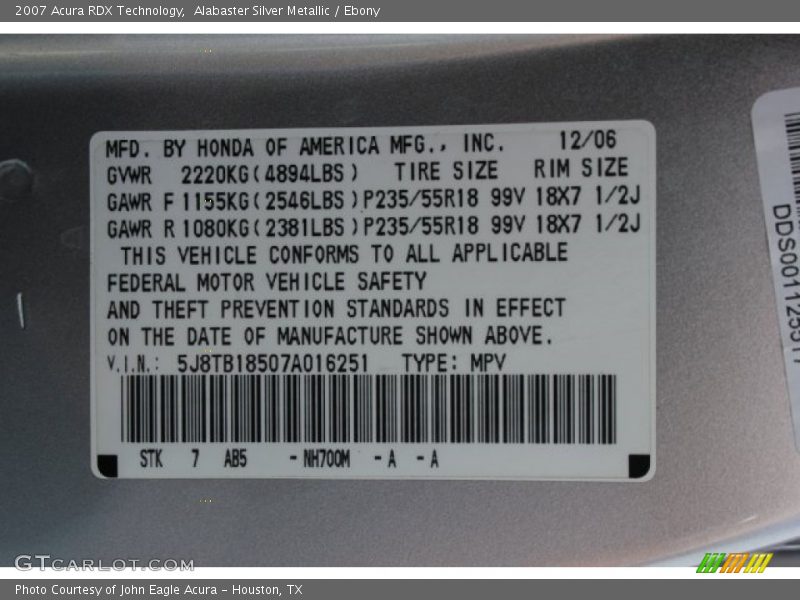 2007 Acura RDX Technology,  Alabaster Silver Metallic / Ebony
MFD. BY HONDA OF AMERICA MFG., INC. 12/06
GVWR 2220KG(4894LBS) TIRE SIZE RIM SIZE
GAWR F 1155KG(2546LBS)P235/55R18 99V 18X7 1/2J
GAWR R 1080KG(2381LBS)P235/55R18 99V 18X7 1/2J
THIS VEHICLE CONFORMS TO ALL APPLICABLE
FEDERAL MOTOR VEHICLE SAFETY
AND THEFT PREVENTION STANDARDS IN EFFECT
ON THE DATE OF MANUFACTURE SHOWN ABOVE.
V.I.N.: 5J8TB18507A016251 TYPE: MPV
STK 7 AB5 -NH700M -A -A
GTCARLOT.COM
Photo Courtesy of John Eagle Acura – Houston, TX